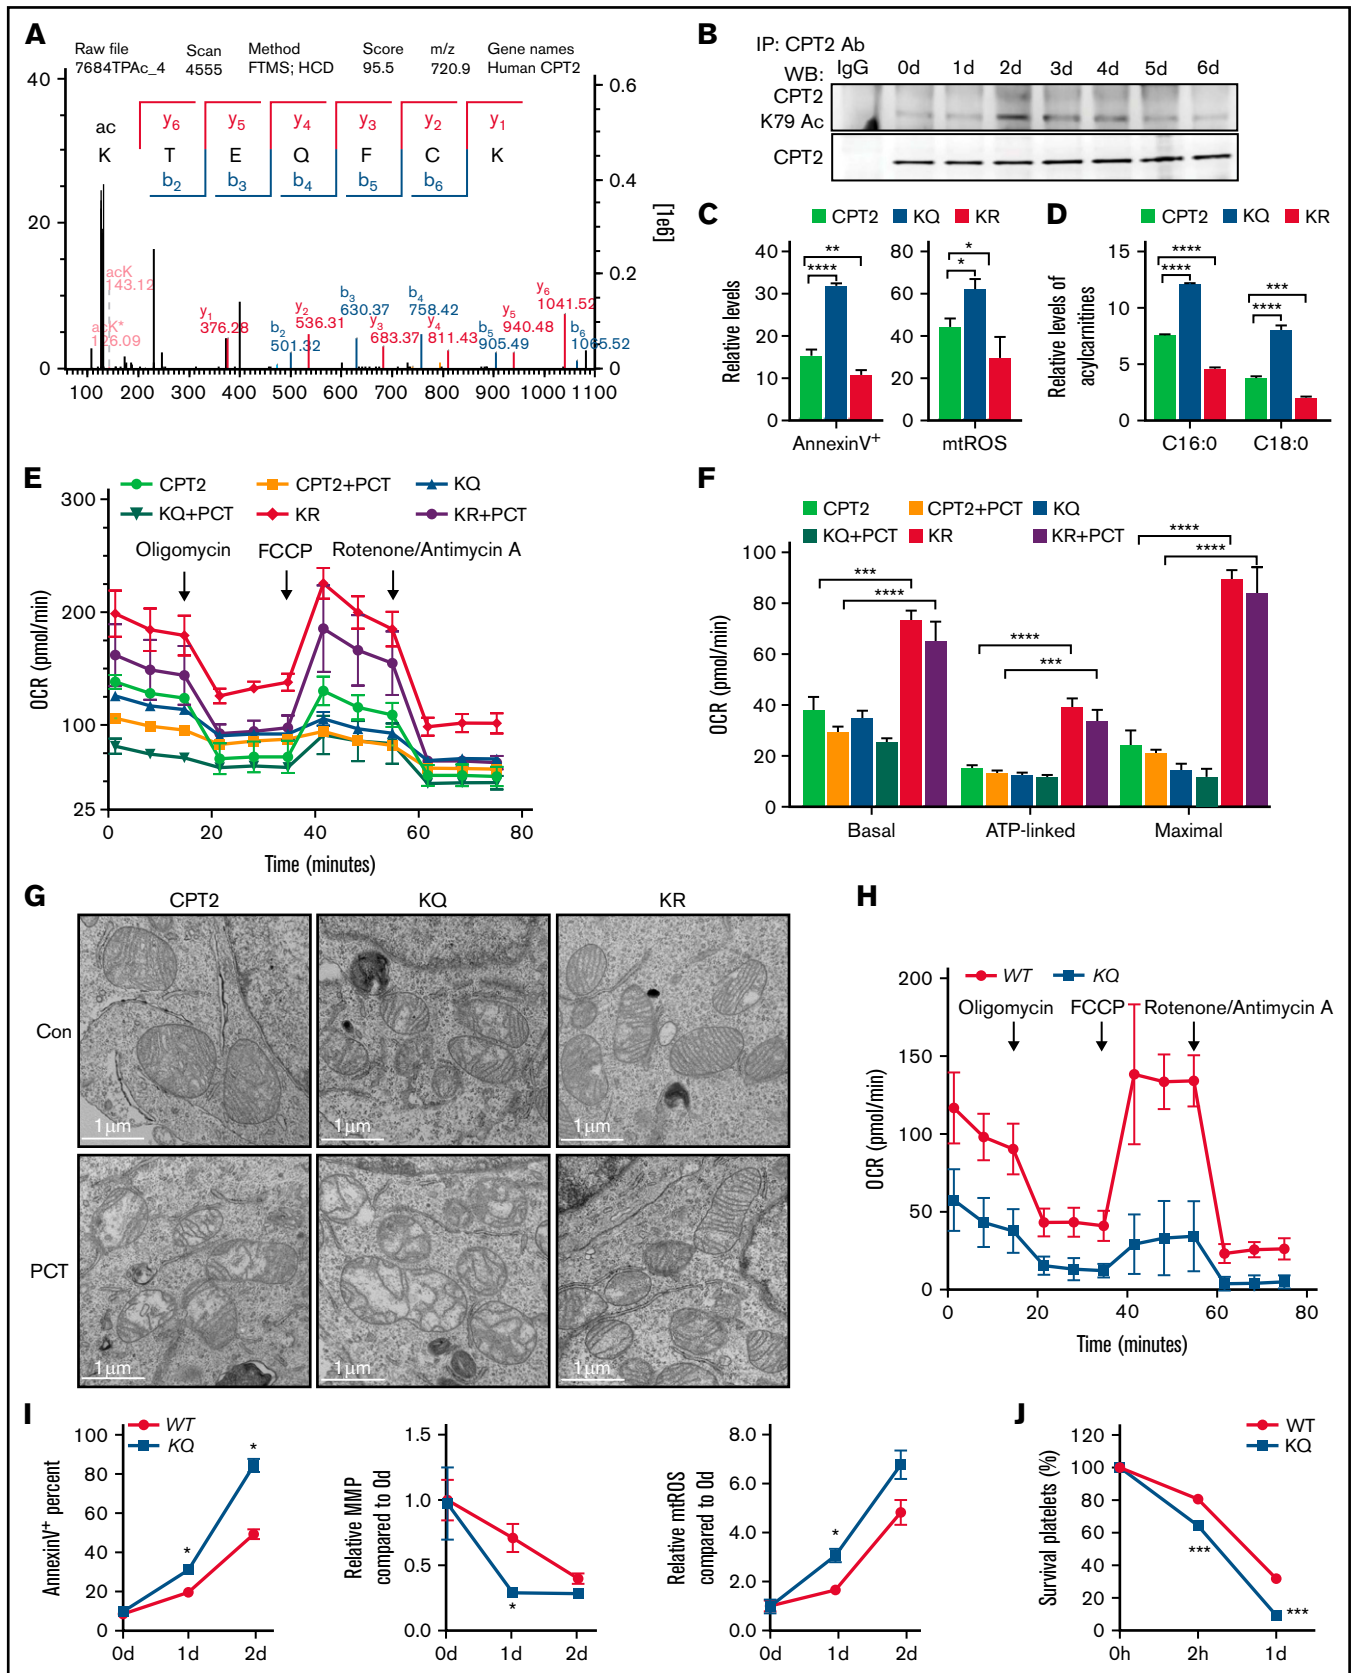 A
Raw file
7684TPAc_4
Scan
4555
Method
FTMS; HCD
Score
95.5
m/z
720.9
Gene names
Human CPT2
40
20
0
0.6
0.4
0.2
0
[1e6]
y6 y5 y4 y3 y2 y1
ac
K T E Q F C K
b2 b3 b4 b5 b6
acK
143.12
acK*
126.09
y1
376.28
b2
501.32
y2
536.31
b3
630.37
y3
683.37
b4
758.42
y4
811.43
b5
905.49
y5
940.48
y6
1041.52
b6
1065.52
100 200 300 400 500 600 700 800 900 1000 1100
B
IP: CPT2 Ab
WB:
IgG 0d 1d 2d 3d 4d 5d 6d
CPT2
K79 Ac
CPT2
C
CPT2 KQ KR
Relative levels
40
30
20
10
0
** ****
AnnexinV+
80
60
40
20
0
* *
mtROS
D
CPT2 KQ KR
Relative levels of
acylcarnitines
15
10
5
0
**** ****
*** ****
C16:0 C18:0
E
CPT2 CPT2+PCT KQ
KQ+PCT KR KR+PCT
Oligomycin FCCP Rotenone/Antimycin A
OCR (pmol/min)
300
200
100
25
0 20 40 60 80
Time (minutes)
F
CPT2 CPT2+PCT KQ
KQ+PCT KR KR+PCT
OCR (pmol/min)
100
80
60
40
20
0
*** ****
**** ***
**** ****
Basal ATP-linked Maximal
G
CPT2 KQ KR
Con
1μm 1μm 1μm
PCT
1μm 1μm 1μm
H
WT KQ
Oligomycin FCCP Rotenone/Antimycin A
OCR (pmol/min)
200
150
100
50
0
0 20 40 60 80
Time (minutes)
I
WT
KQ
AnnexinV+ percent
100
80
60
40
20
0
* *
0d 1d 2d
Relative MMP
compared to 0d
1.5
1.0
0.5
0.0
*
0d 1d 2d
Relative mtROS
compared to 0d
8.0
6.0
4.0
2.0
0.0
*
0d 1d 2d
J
WT
KQ
Survival platelets (%)
120
100
80
60
40
20
0
*** ***
0h 2h 1d